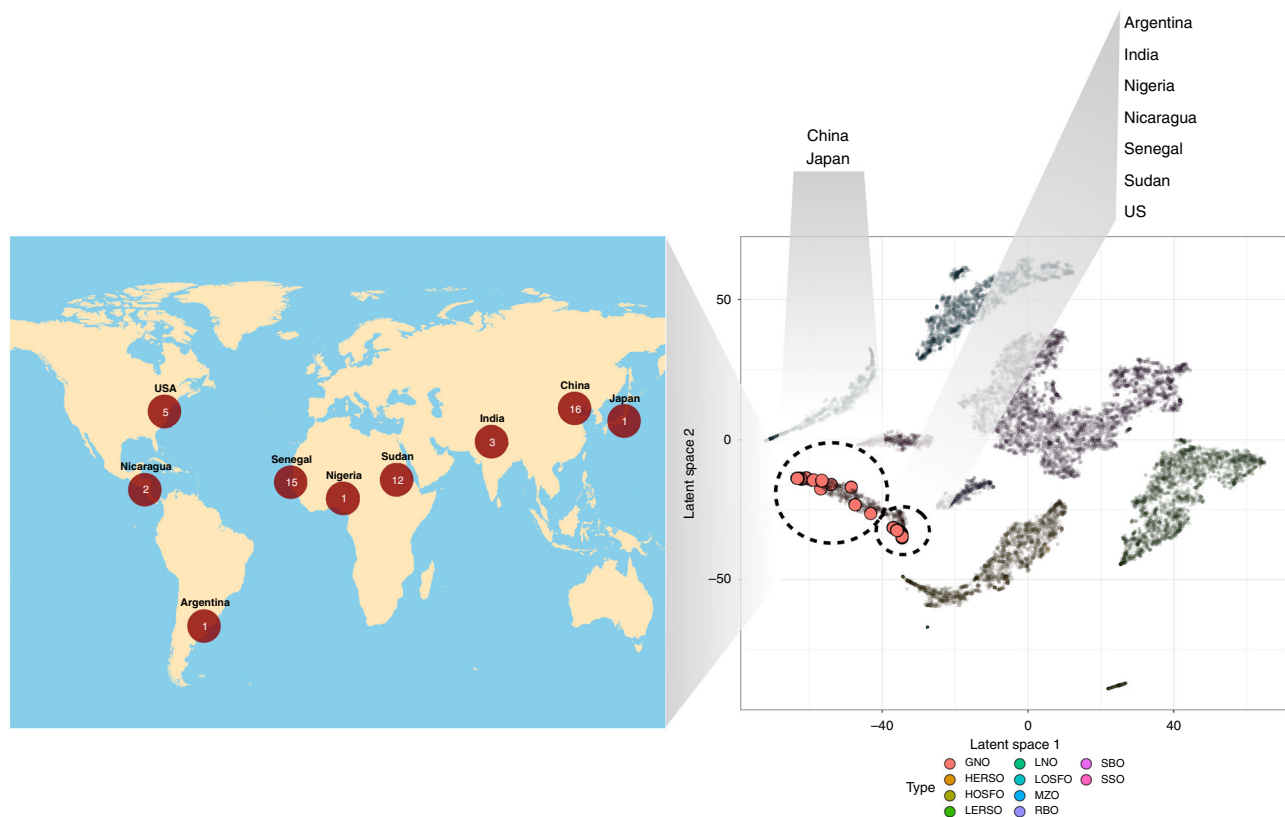 USA
5
Nicaragua
2
Argentina
1
Senegal
15
Nigeria
1
Sudan
12
India
3
China
16
Japan
1
China
Japan
Argentina
India
Nigeria
Nicaragua
Senegal
Sudan
US
Latent space 2
50
0
−50
−40
0
40
Latent space 1
Type
GNO
HERSO
HOSFO
LERSO
LNO
LOSFO
MZO
RBO
SBO
SSO